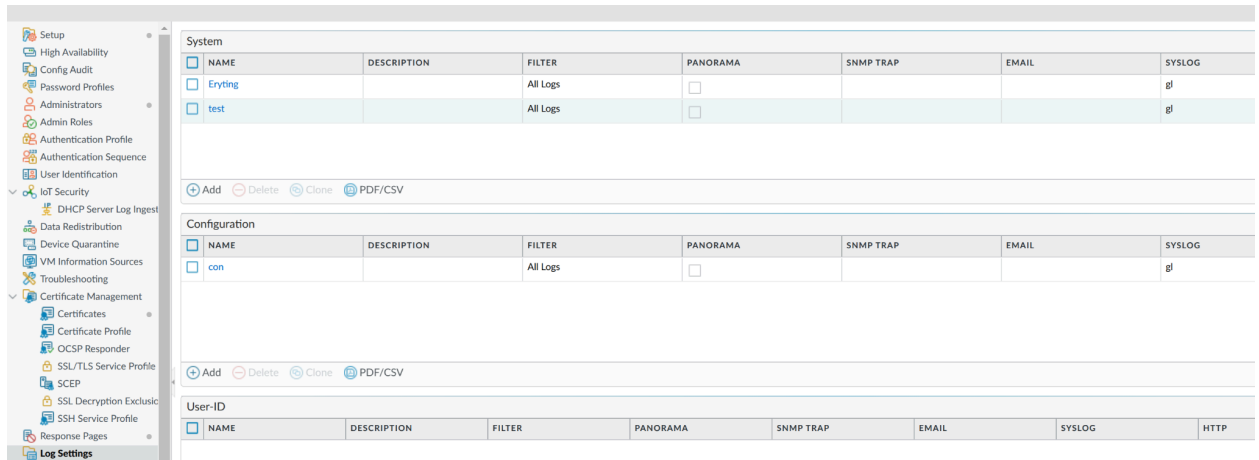 Setup
High Availability
Config Audit
Password Profiles
Administrators
Admin Roles
Authentication Profile
Authentication Sequence
User Identification
IoT Security
DHCP Server Log Ingest
Data Redistribution
Device Quarantine
VM Information Sources
Troubleshooting
Certificate Management
Certificates
Certificate Profile
OCSP Responder
SSL/TLS Service Profile
SCEP
SSL Decryption Exclusio
SSH Service Profile
Response Pages
Log Settings
System
NAME DESCRIPTION FILTER PANORAMA SNMP TRAP EMAIL SYSLOG
Eryting All Logs gl
test All Logs gl
Add Delete Clone PDF/CSV
Configuration
NAME DESCRIPTION FILTER PANORAMA SNMP TRAP EMAIL SYSLOG
con All Logs gl
Add Delete Clone PDF/CSV
User-ID
NAME DESCRIPTION FILTER PANORAMA SNMP TRAP EMAIL SYSLOG HTTP